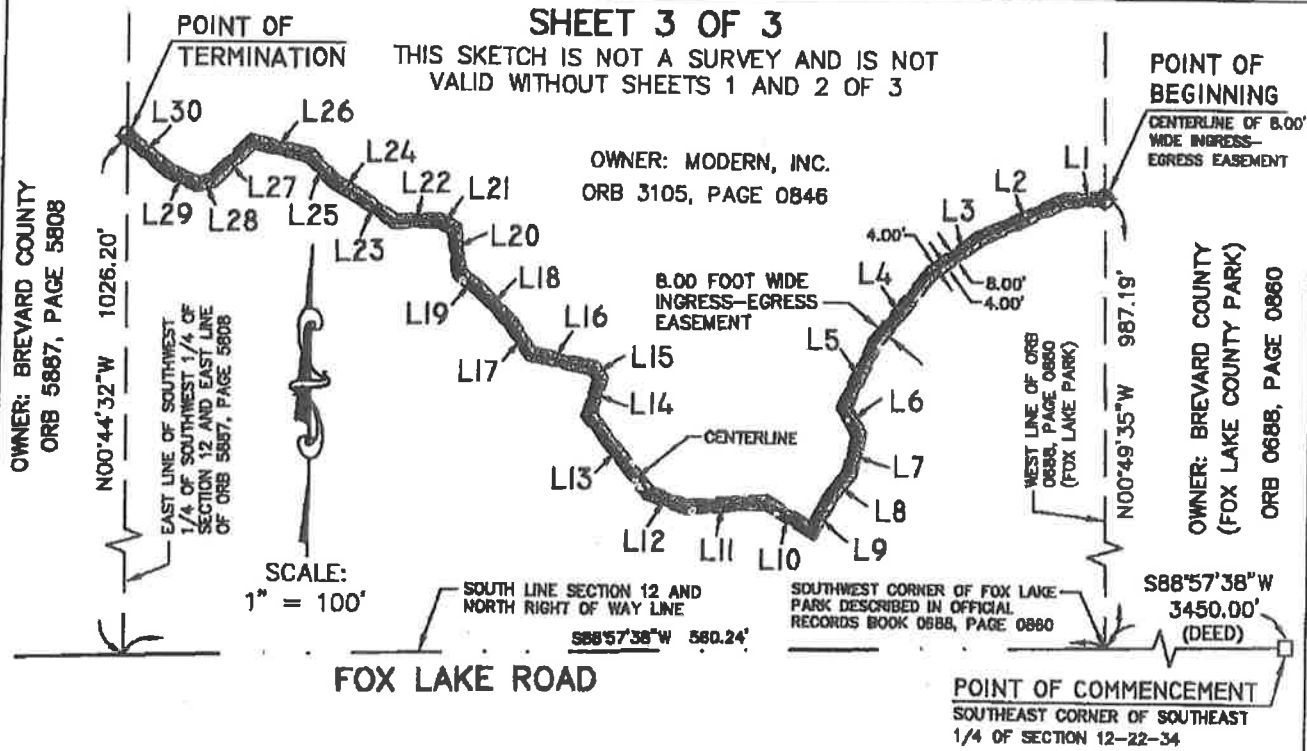 SHEET 3 OF 3
THIS SKETCH IS NOT A SURVEY AND IS NOT
VALID WITHOUT SHEETS 1 AND 2 OF 3
POINT OF
TERMINATION
POINT OF
BEGINNING
CENTERLINE OF 8.00'
WIDE INGRESS-
EGRESS EASEMENT
OWNER: MODERN, INC.
ORB 3105, PAGE 0846
L30
L29
L28
L27
L26
L25
L24
L23
L22
L21
L20
L19
L18
L17
L16
L15
L14
L13
L12
L11
L10
L9
L8
L7
L6
L5
L4
L3
L2
L1
4.00'
8.00'
4.00'
8.00 FOOT WIDE
INGRESS-EGRESS
EASEMENT
CENTERLINE
OWNER: BREVARD COUNTY
ORB 5887, PAGE 5808
N00°44'32"W 1026.20'
EAST LINE OF SOUTHWEST
1/4 OF SOUTHWEST 1/4 OF
SECTION 12 AND EAST LINE
OF ORB 5887, PAGE 5808
WEST LINE OF ORB
0688, PAGE 0860
(FOX LAKE PARK)
N00°49'35"W 987.19'
OWNER: BREVARD COUNTY
(FOX LAKE COUNTY PARK)
ORB 0688, PAGE 0860
SCALE:
1" = 100'
SOUTH LINE SECTION 12 AND
NORTH RIGHT OF WAY LINE
S88°57'38"W 560.24'
SOUTHWEST CORNER OF FOX LAKE
PARK DESCRIBED IN OFFICIAL
RECORDS BOOK 0688, PAGE 0860
S88°57'38"W
3450.00'
(DEED)
FOX LAKE ROAD
POINT OF COMMENCEMENT
SOUTHEAST CORNER OF SOUTHEAST
1/4 OF SECTION 12-22-34